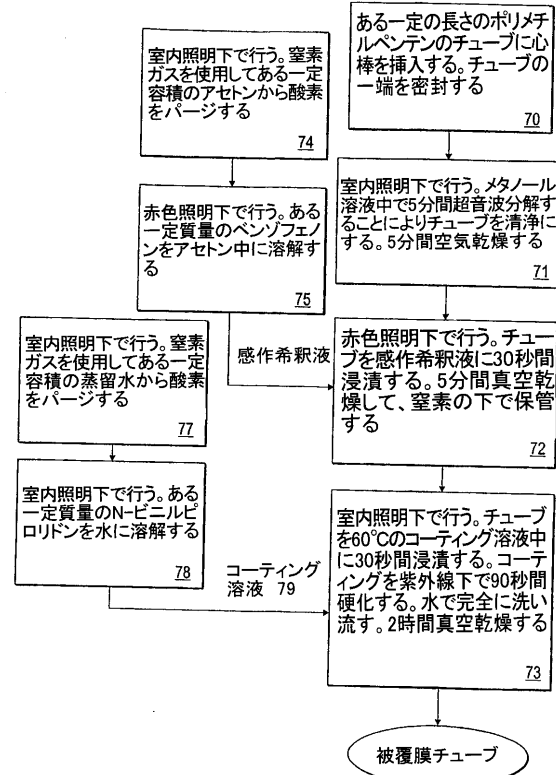 ある一定の長さのポリメチ
ルペンテンのチューブに心
棒を挿入する。チューブの
一端を密封する
70
室内照明下で行う。窒素
ガスを使用してある一定
容積のアセトンから酸素
をパージする
74
室内照明下で行う。メタノール
溶液中で5分間超音波分解す
ることによりチューブを清浄に
する。5分間空気乾燥する
71
赤色照明下で行う。ある
一定質量のベンゾフェノ
ンをアセトン中に溶解す
る
75
感作希釈液
赤色照明下で行う。チュー
ブを感作希釈液に30秒間
浸漬する。5分間真空乾
燥して、窒素の下で保管
する
72
室内照明下で行う。窒素
ガスを使用してある一定
容積の蒸留水から酸素
をパージする
77
室内照明下で行う。ある
一定質量のN-ビニルピ
ロリドンを水に溶解する
78
コーティング
溶液 79
室内照明下で行う。チューブ
を60℃のコーティング溶液中
に30秒間浸漬する。コーテ
ィングを紫外線下で90秒間
硬化する。水で完全に洗い
流す。2時間真空乾燥する
73
被覆膜チューブ